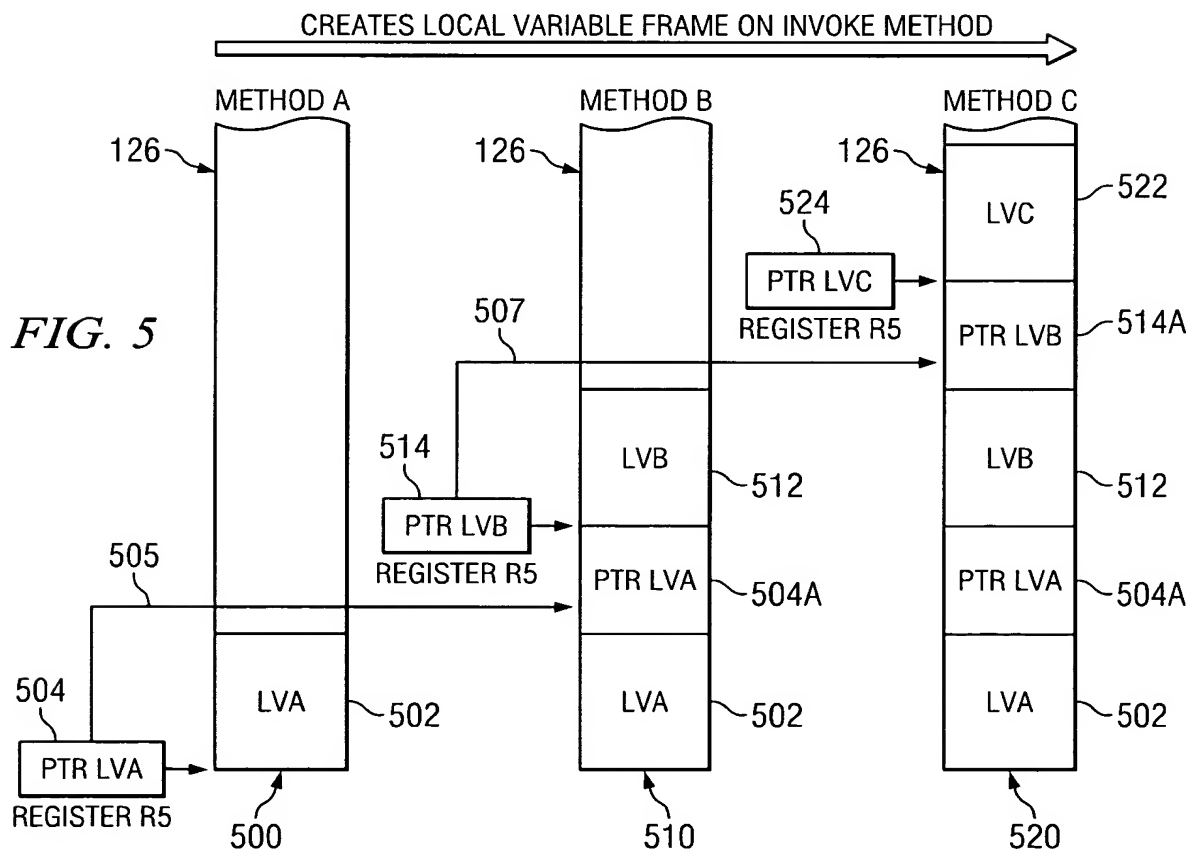 CREATES LOCAL VARIABLE FRAME ON INVOKE METHOD
METHOD A
METHOD B
METHOD C
126
126
126
LVC
522
524
PTR LVC
REGISTER R5
507
PTR LVB
514A
FIG. 5
514
LVB
512
LVB
512
PTR LVB
REGISTER R5
505
PTR LVA
504A
PTR LVA
504A
504
LVA
502
LVA
502
LVA
502
PTR LVA
REGISTER R5
500
510
520